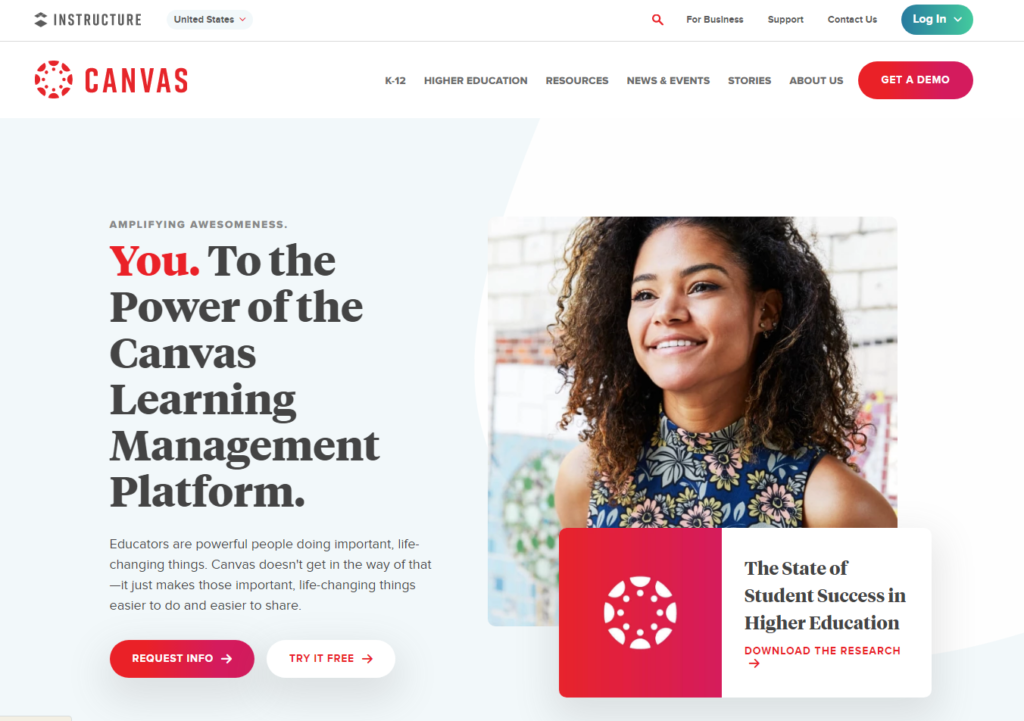 INSTRUCTURE
United States
For Business
Support
Contact Us
Log In
CANVAS
K-12
HIGHER EDUCATION
RESOURCES
NEWS & EVENTS
STORIES
ABOUT US
GET A DEMO
AMPLIFYING AWESOMENESS.
You. To the
Power of the
Canvas
Learning
Management
Platform.
Educators are powerful people doing important, life-
changing things. Canvas doesn't get in the way of that
—it just makes those important, life-changing things
easier to do and easier to share.
REQUEST INFO →
TRY IT FREE →
The State of
Student Success in
Higher Education
DOWNLOAD THE RESEARCH
→